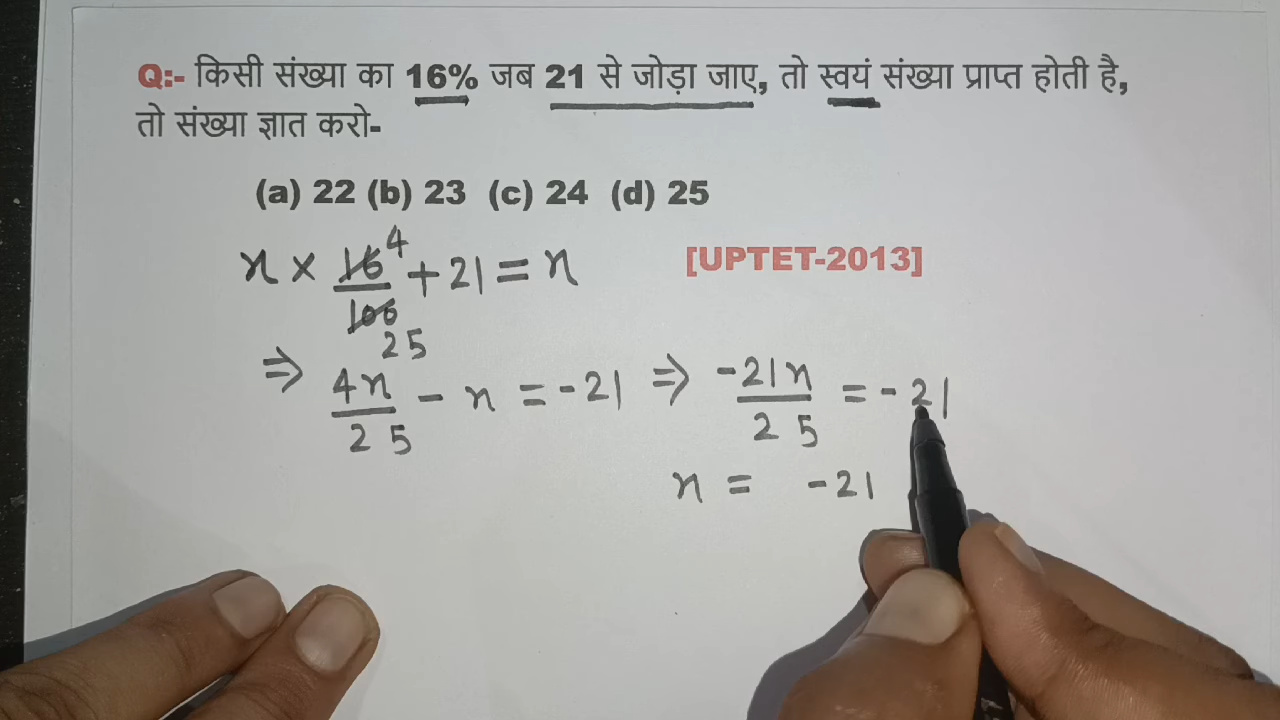 Q:- किसी संख्या का 16% जब 21 से जोड़ा जाए, तो स्वयं संख्या प्राप्त होती है,
तो संख्या ज्ञात करो-
(a) 22 (b) 23 (c) 24 (d) 25
[UPTET-2013]
x × 16/100 + 21 = x
4
25
⇒ 4x/25 - x = -21 ⇒ -21x/25 = -21
x = -21